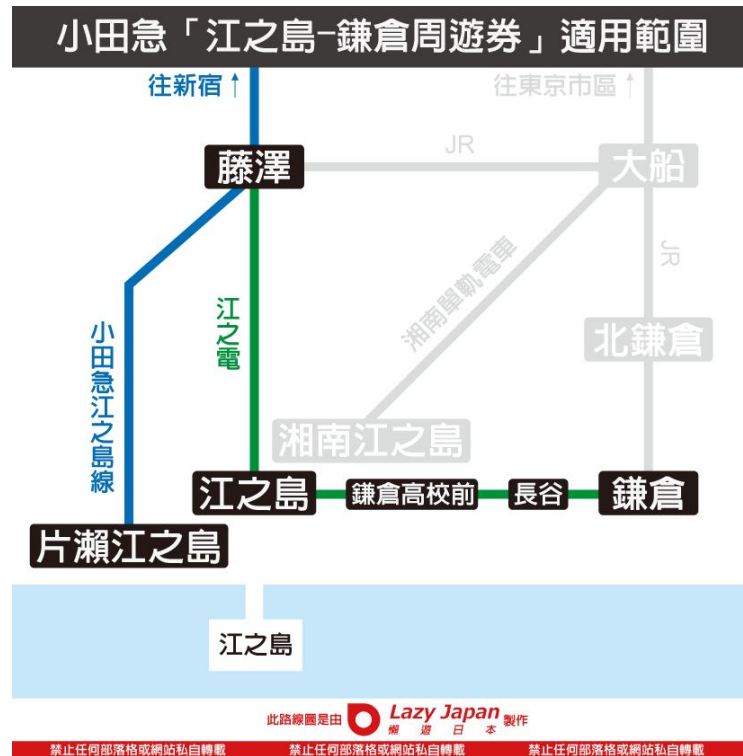 小田急「江之島-鎌倉周遊券」適用範圍
往新宿↑
往東京市區↑
藤澤
JR
大船
江之電
湘南單軌電車
JR
小田急江之島線
北鎌倉
湘南江之島
江之島
鎌倉高校前
長谷
鎌倉
片瀨江之島
江之島
此路線圖是由 Lazy Japan 懶遊日本 製作
禁止任何部落格或網站私自轉載 禁止任何部落格或網站私自轉載 禁止任何部落格或網站私自轉載